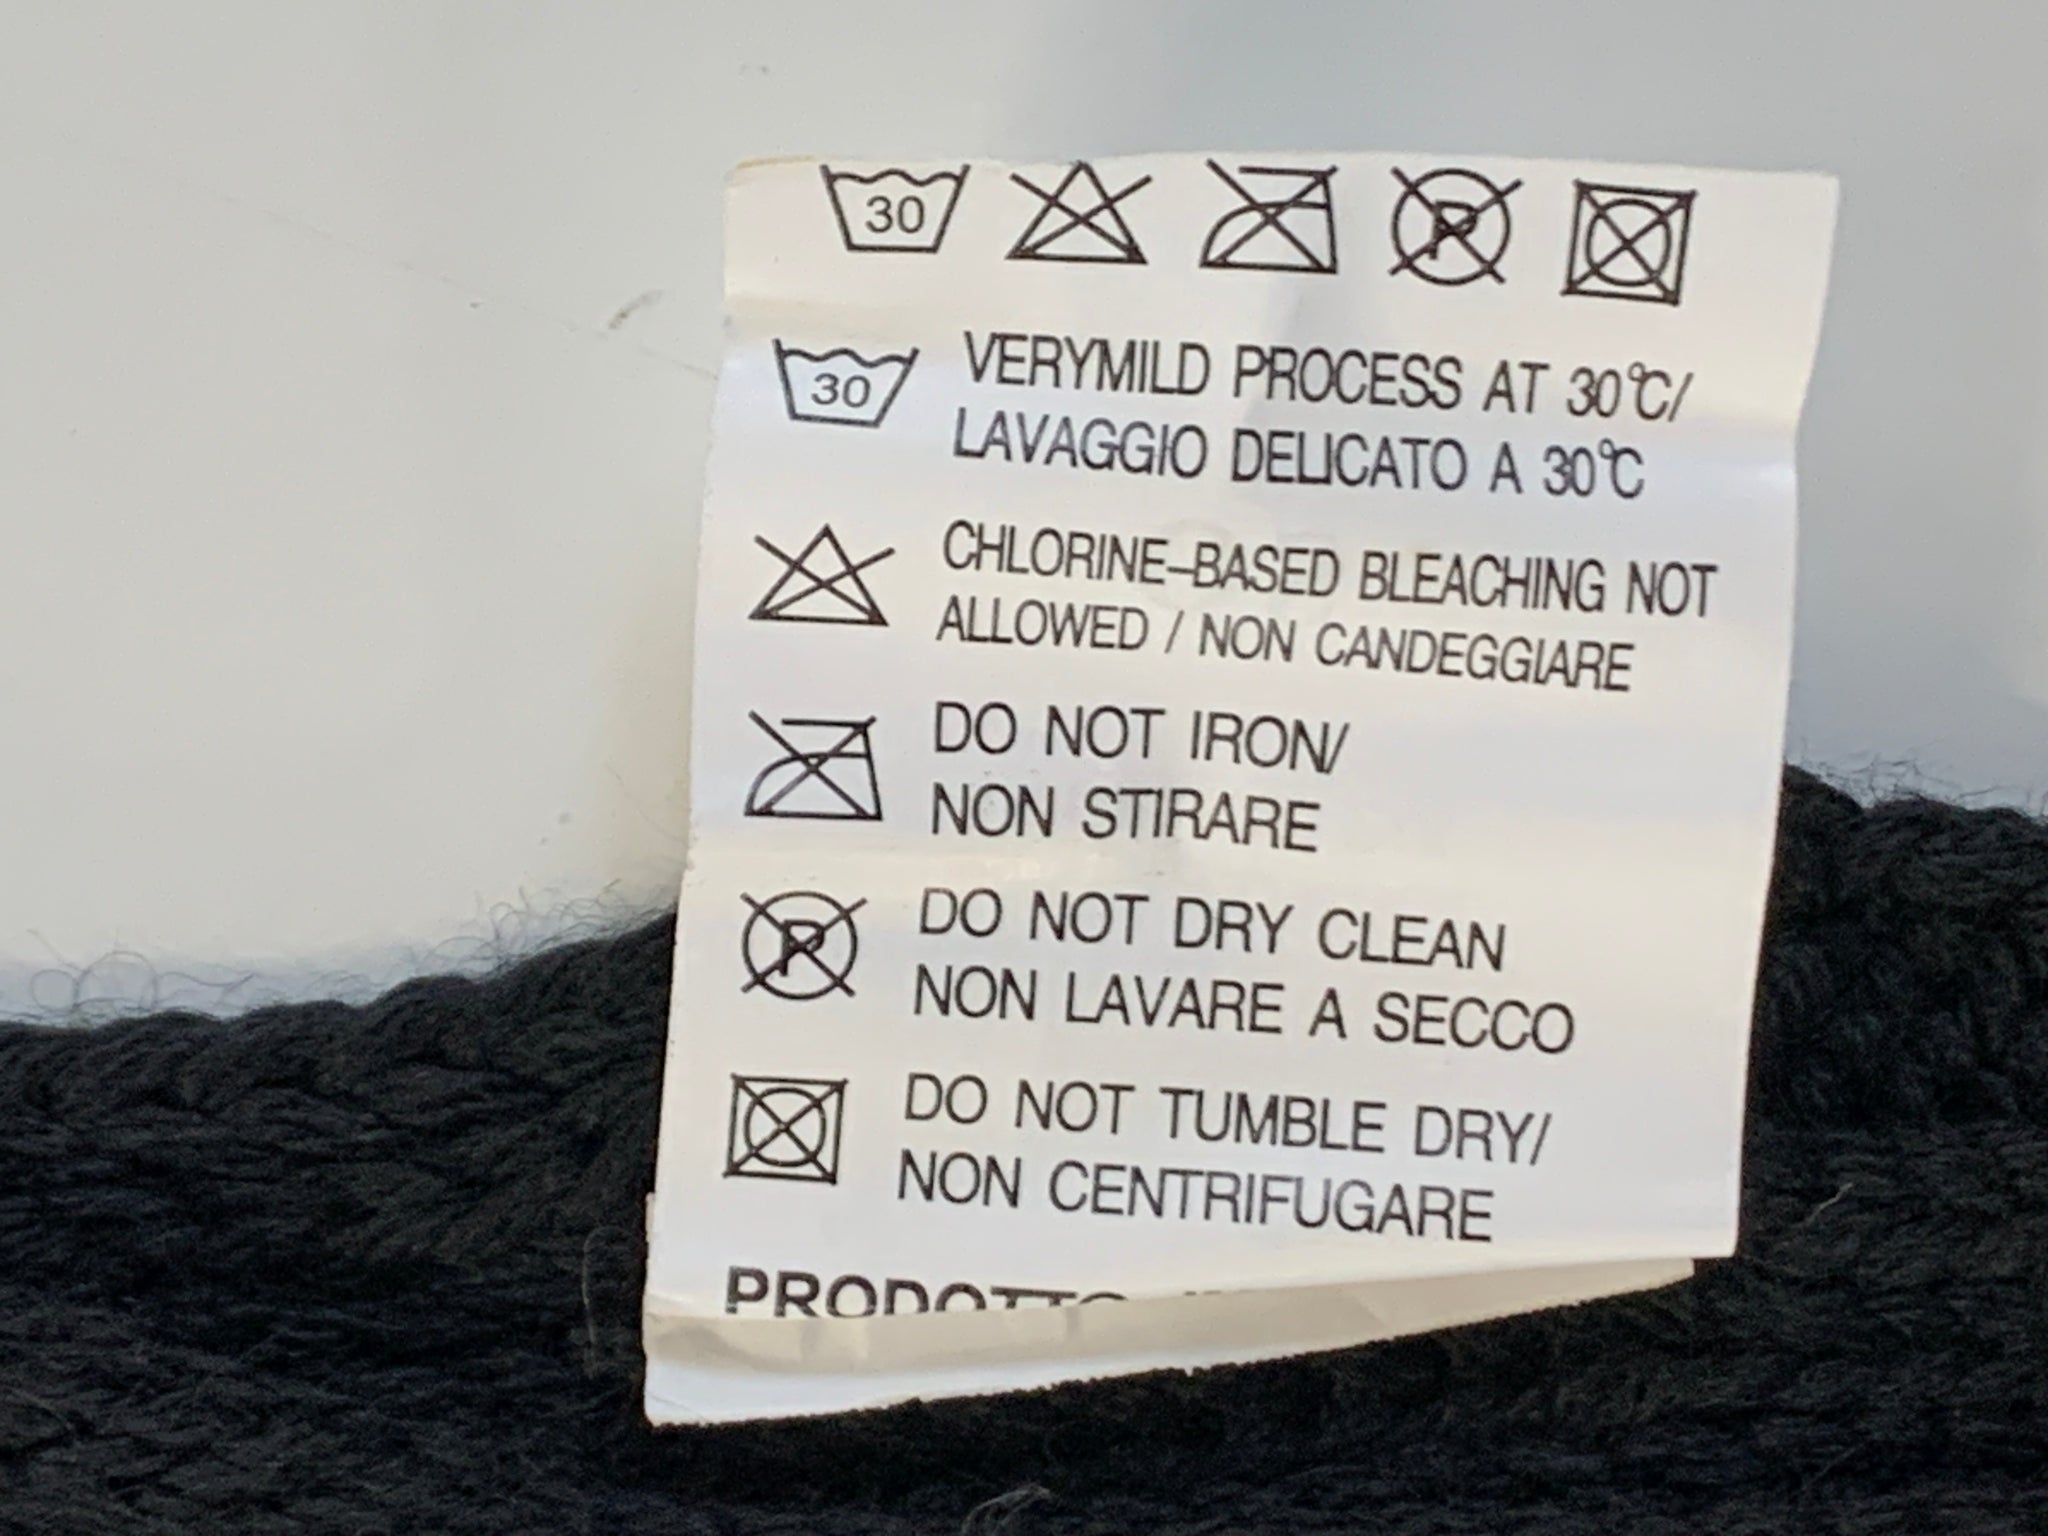 30 P
30 VERYMILD PROCESS AT 30°C/
LAVAGGIO DELICATO A 30°C
CHLORINE-BASED BLEACHING NOT
ALLOWED / NON CANDEGGIARE
DO NOT IRON/
NON STIRARE
P DO NOT DRY CLEAN
NON LAVARE A SECCO
DO NOT TUMBLE DRY/
NON CENTRIFUGARE
PRODOTTO